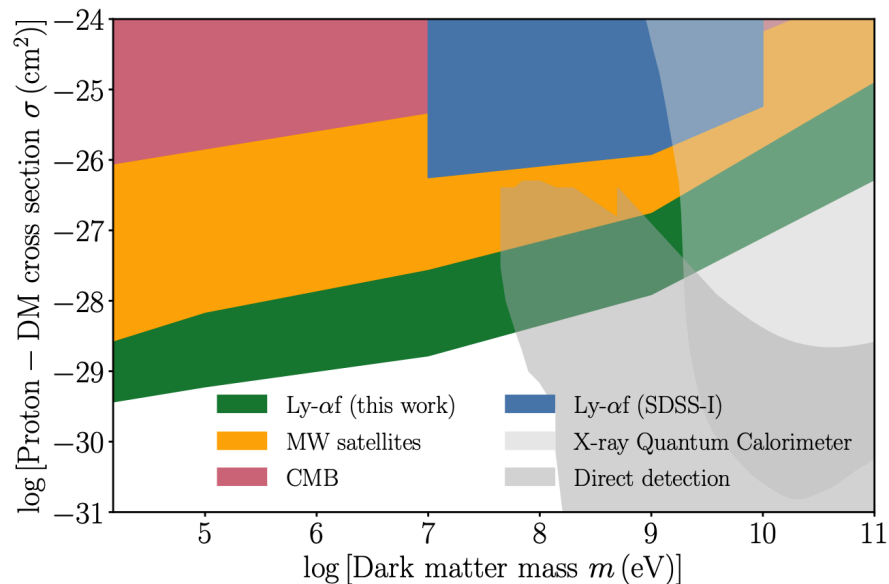 log [Proton − DM cross section σ (cm²)]
−24
−25
−26
−27
−28
−29
−30
−31
Ly-αf (this work)
MW satellites
CMB
Ly-αf (SDSS-I)
X-ray Quantum Calorimeter
Direct detection
5 6 7 8 9 10 11
log [Dark matter mass m (eV)]